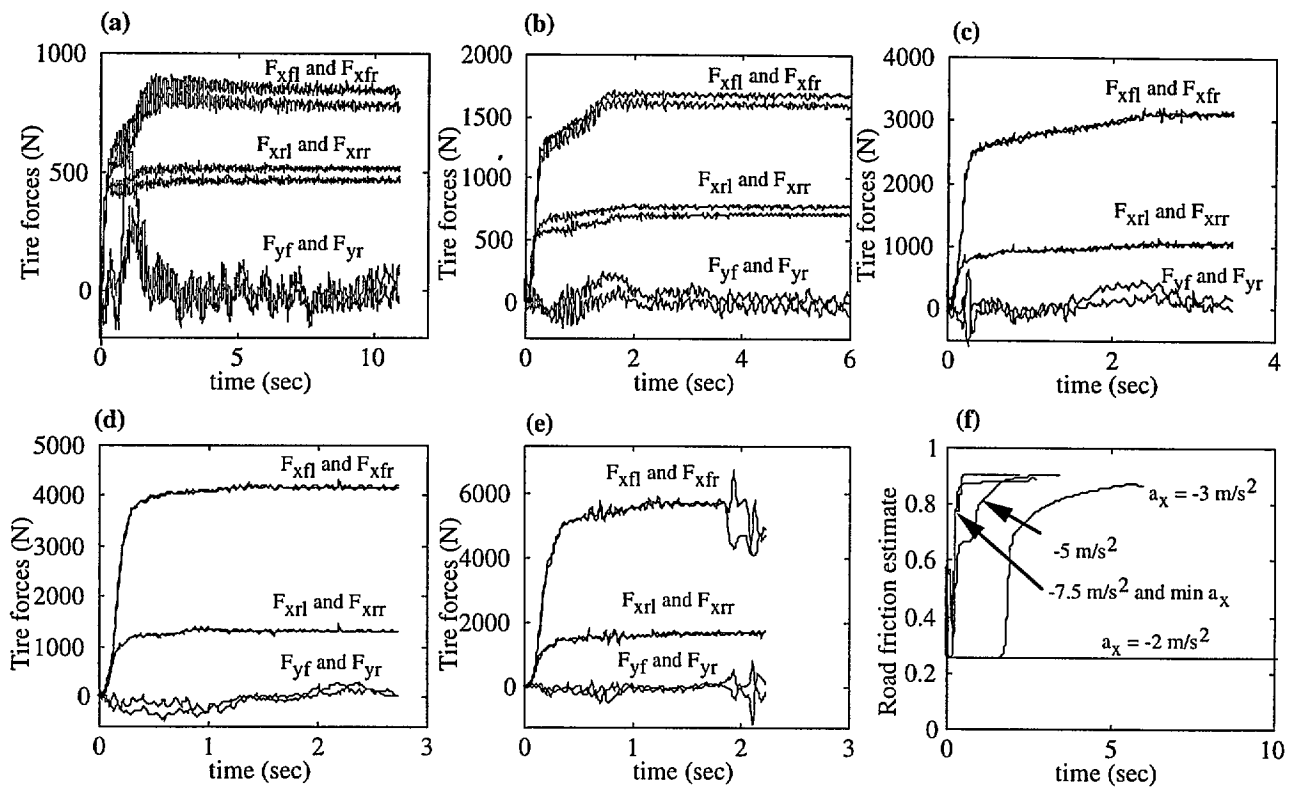 (a)
1000
500
0
Tire forces (N)
F_xfl and F_xfr
F_xrl and F_xrr
F_yf and F_yr
0 5 10
time (sec)
(b)
2000
1500
1000
500
0
Tire forces (N)
F_xfl and F_xfr
F_xrl and F_xrr
F_yf and F_yr
0 2 4 6
time (sec)
(c)
4000
3000
2000
1000
0
Tire forces (N)
F_xfl and F_xfr
F_xrl and F_xrr
F_yf and F_yr
0 2 4
time (sec)
(d)
5000
4000
3000
2000
1000
0
Tire forces (N)
F_xfl and F_xfr
F_xrl and F_xrr
F_yf and F_yr
0 1 2 3
time (sec)
(e)
6000
4000
2000
0
Tire forces (N)
F_xfl and F_xfr
F_xrl and F_xrr
F_yf and F_yr
0 1 2 3
time (sec)
(f)
1
0.8
0.6
0.4
0.2
0
Road friction estimate
a_x = -3 m/s²
-5 m/s²
-7.5 m/s² and min a_x
a_x = -2 m/s²
0 5 10
time (sec)